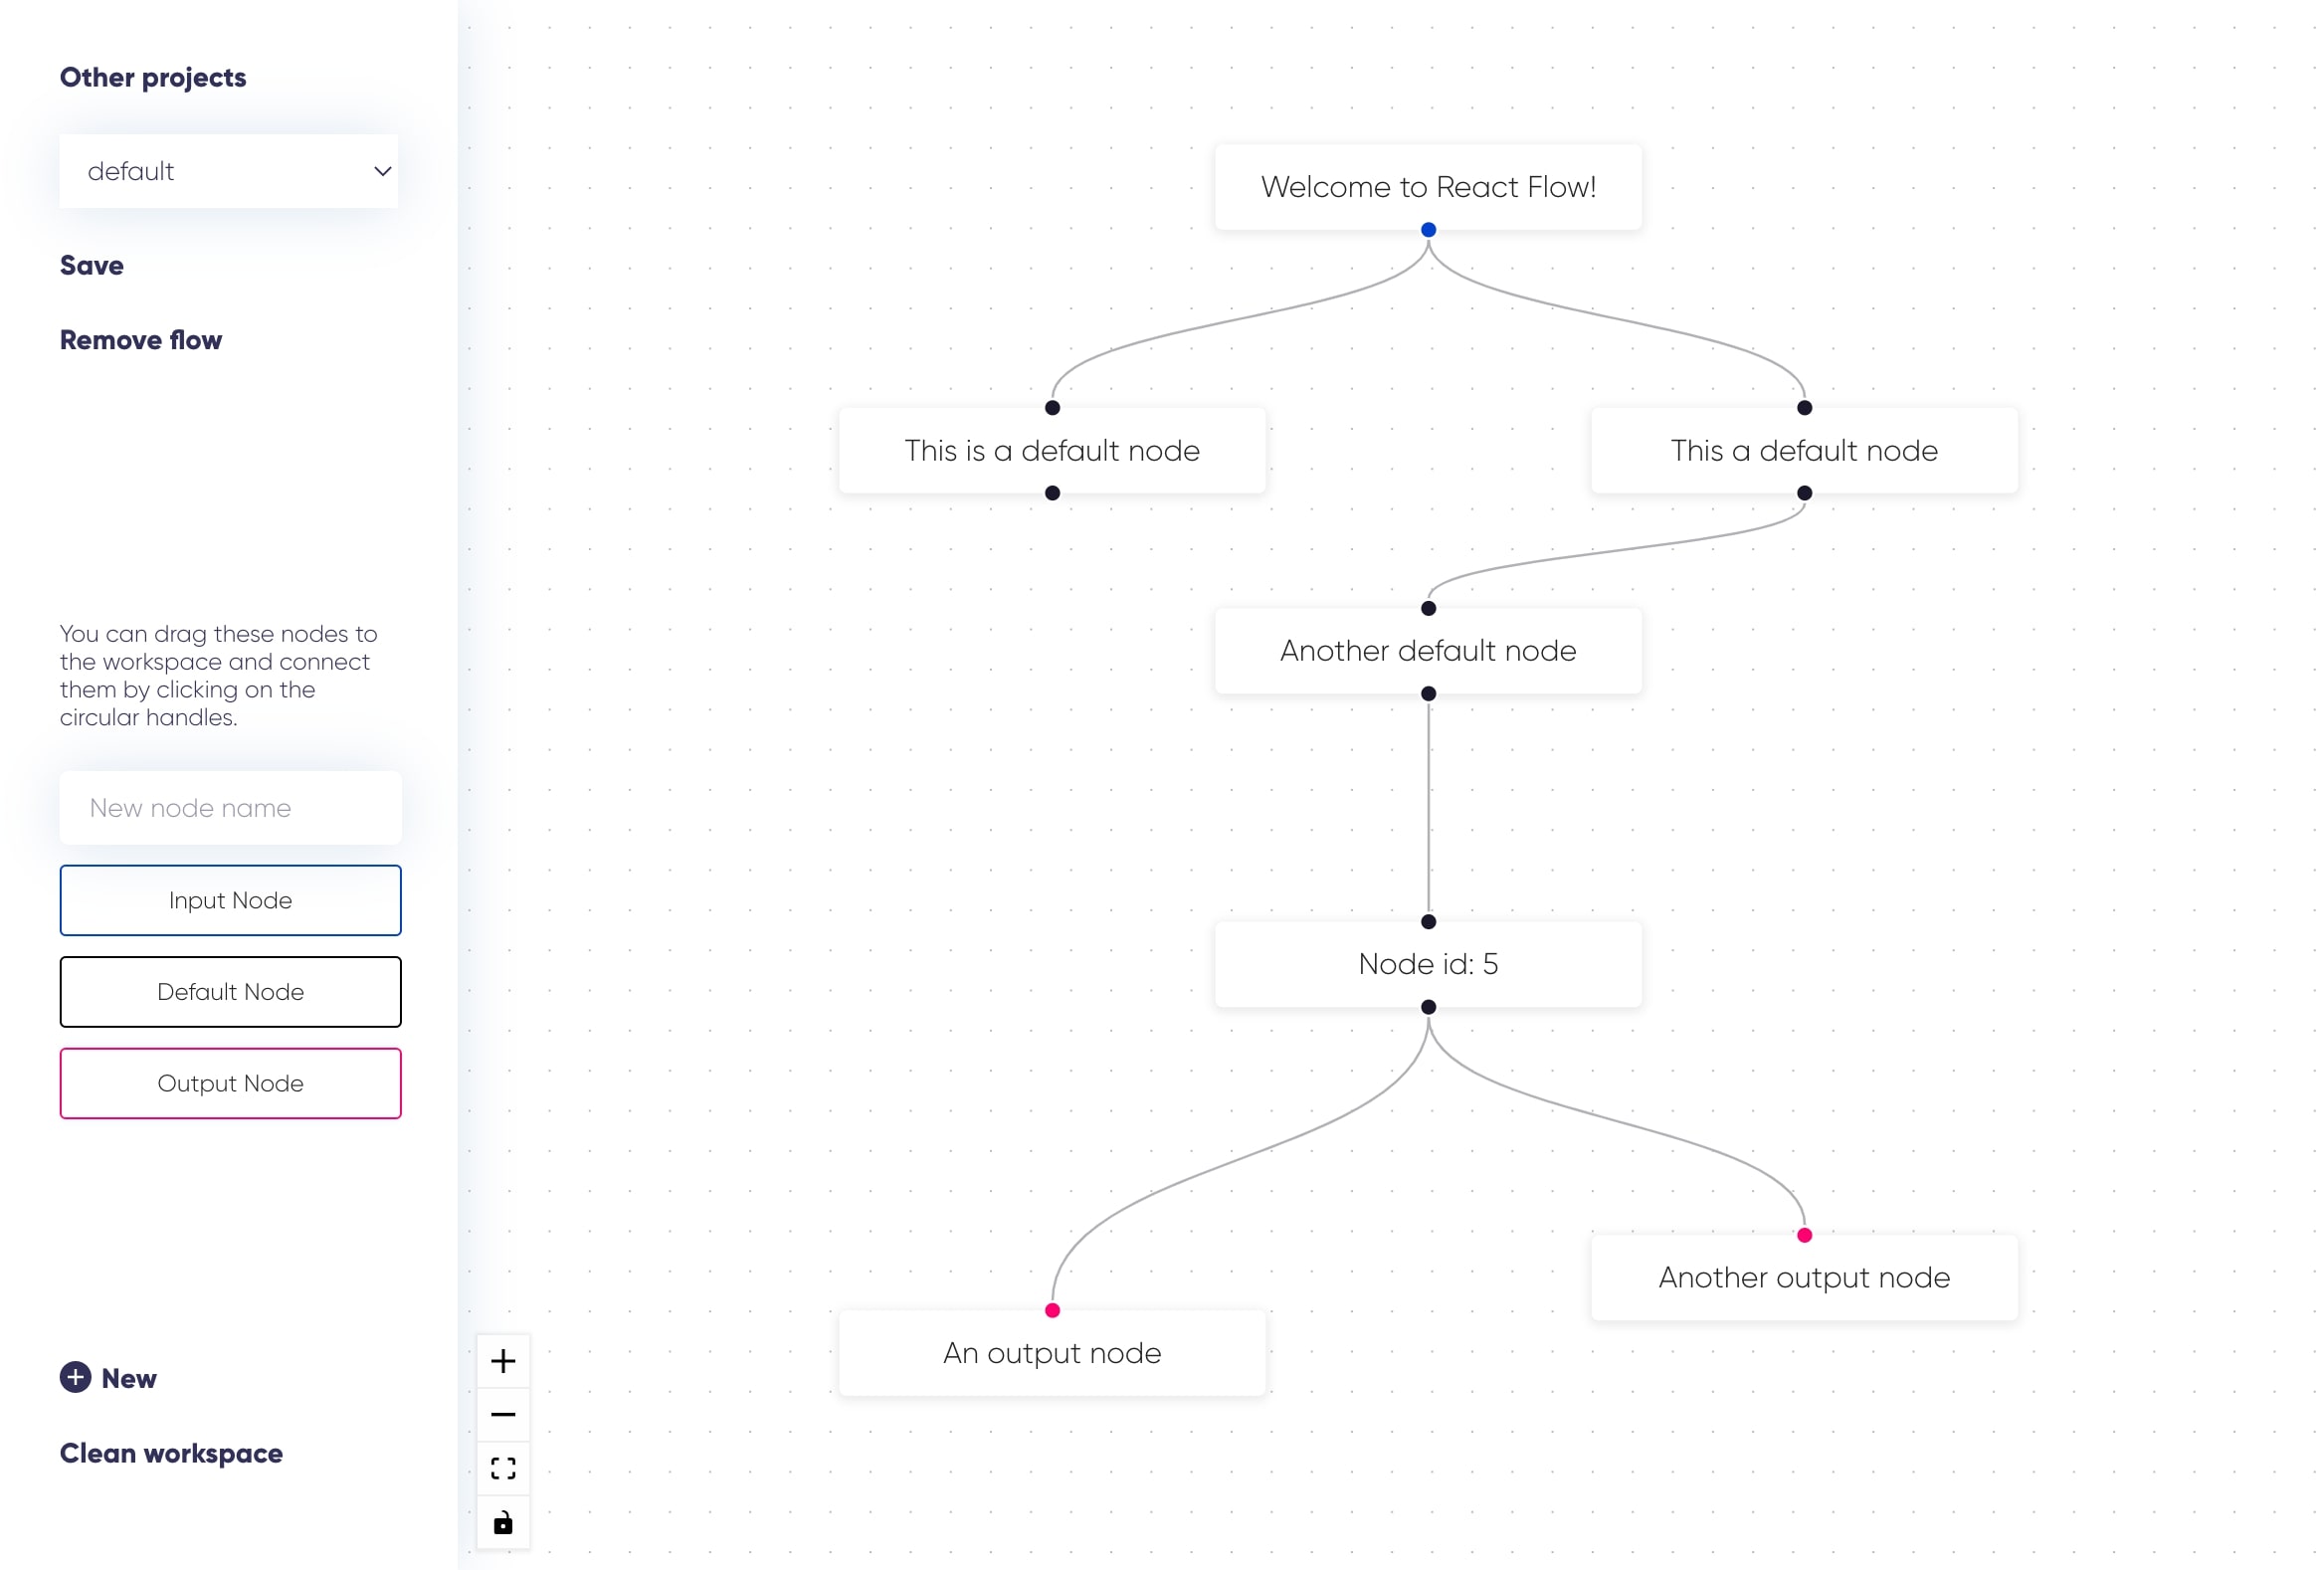 Other projects
default
Save
Remove flow
You can drag these nodes to
the workspace and connect
them by clicking on the
circular handles.
New node name
Input Node
Default Node
Output Node
New
Clean workspace
Welcome to React Flow!
This is a default node
This a default node
Another default node
Node id: 5
Another output node
An output node